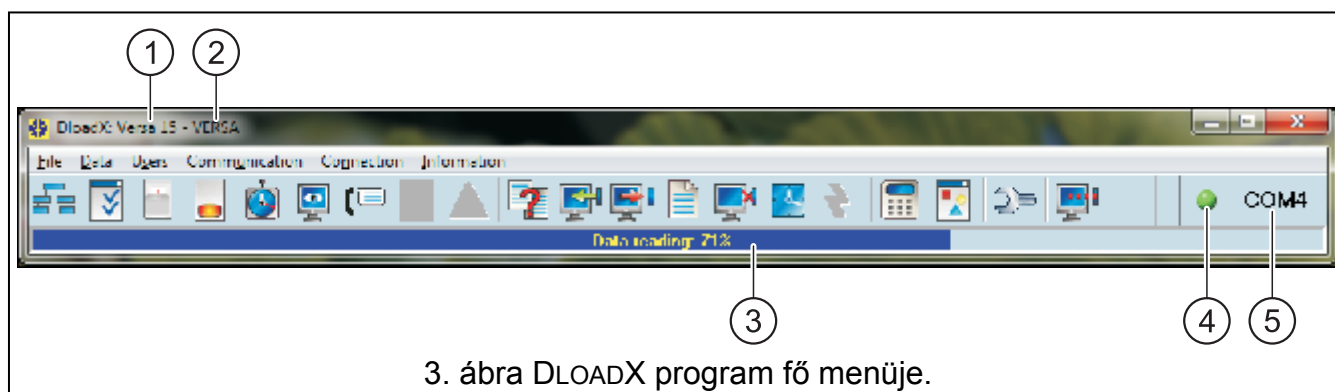 1 2
DloadX: Versa 15 - VERSA
File Data Users Communication Connection Information
COM4
Data reading: 71%
3 4 5
3. ábra DLOADX program fő menüje.